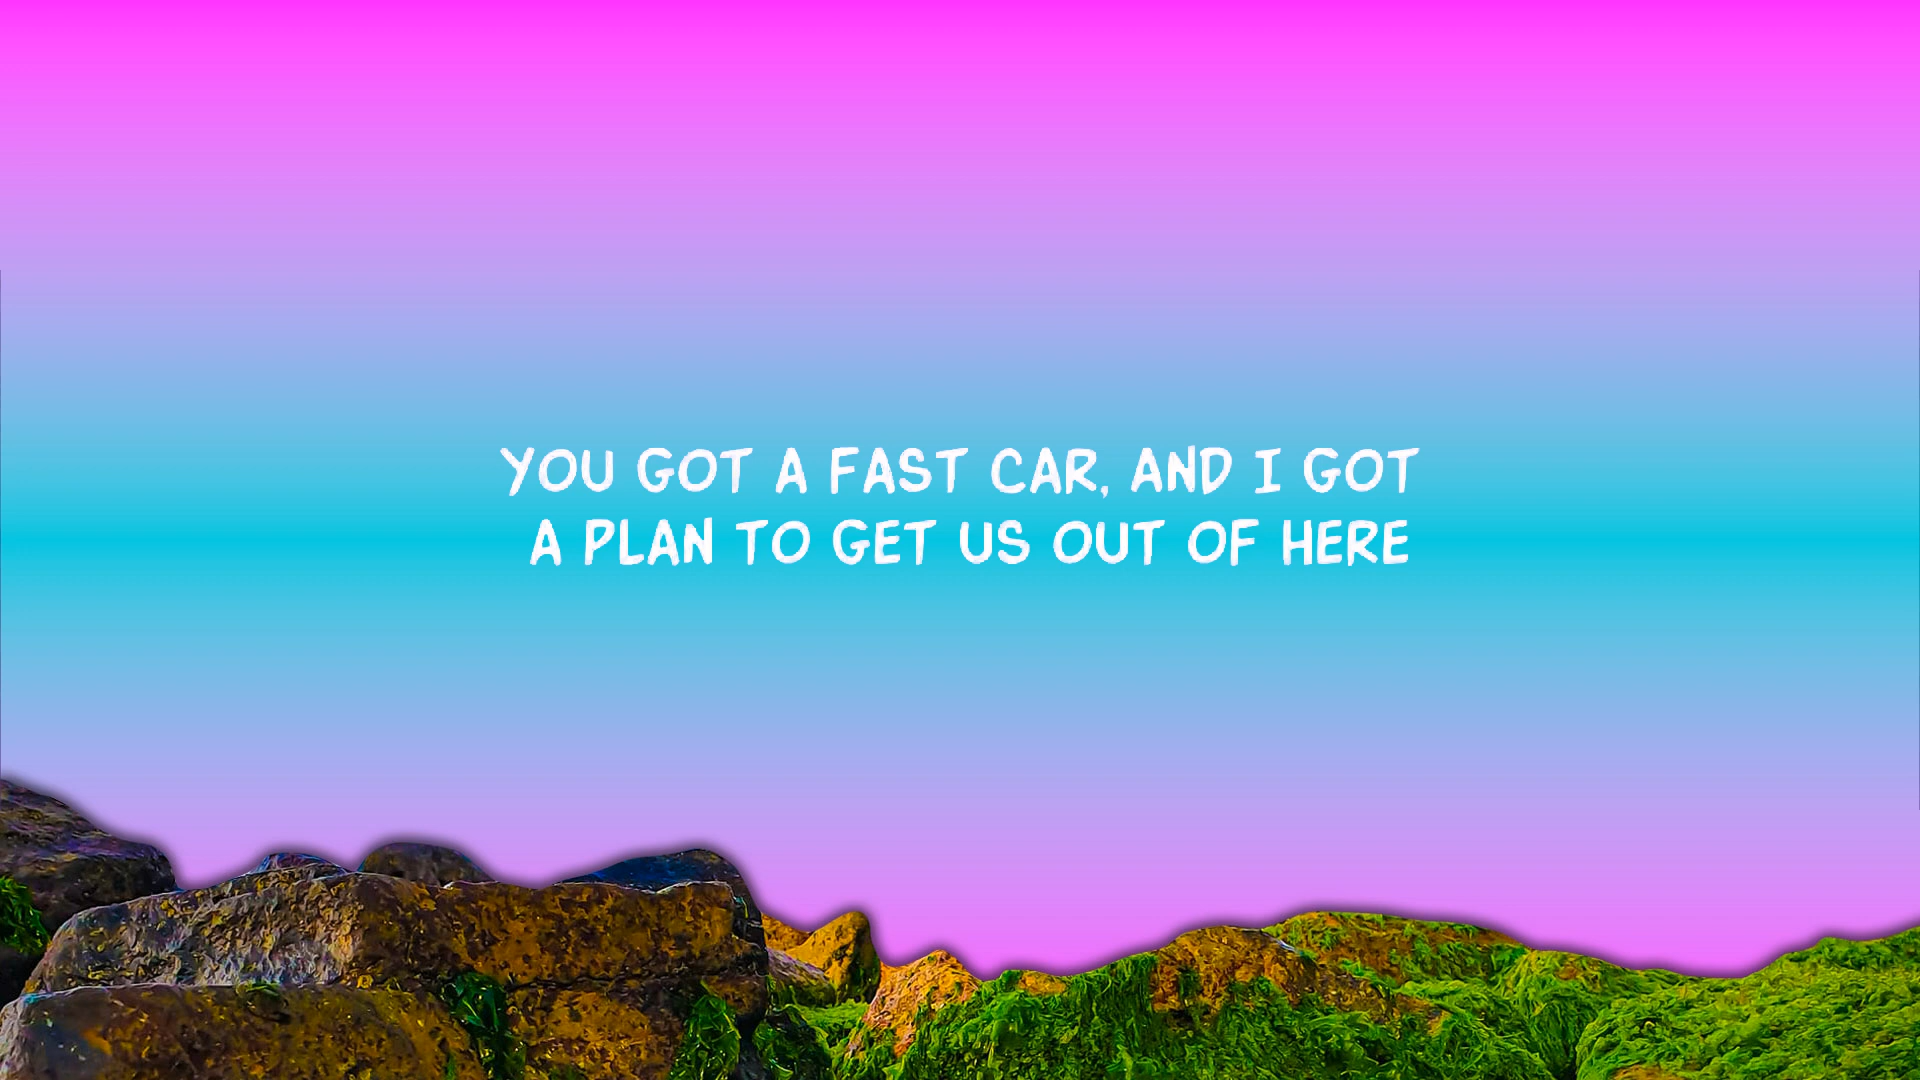 YOU GOT A FAST CAR, AND I GOT
A PLAN TO GET US OUT OF HERE